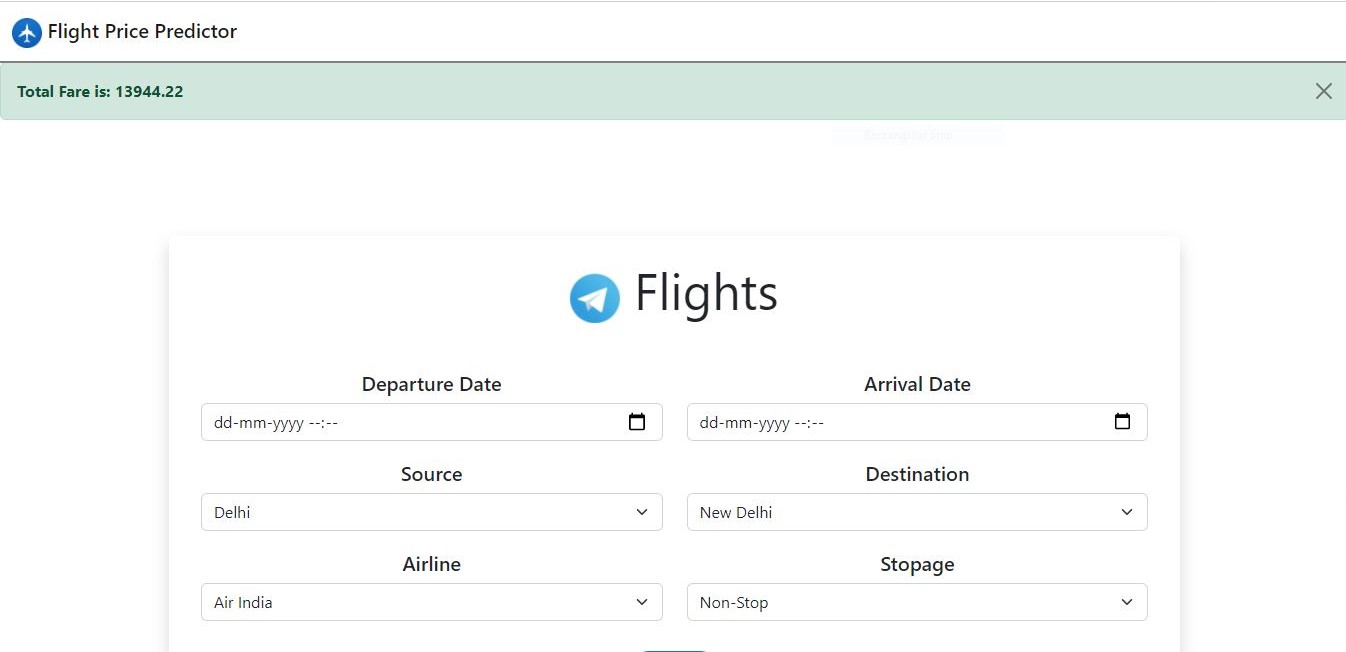 Flight Price Predictor
Total Fare is: 13944.22
Flights
Departure Date
Arrival Date
dd-mm-yyyy --:--
dd-mm-yyyy --:--
Source
Destination
Delhi
New Delhi
Airline
Stopage
Air India
Non-Stop